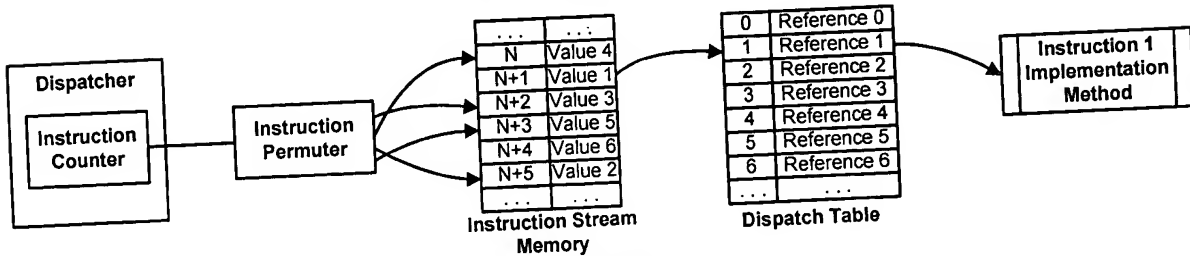 Dispatcher
Instruction
Counter
Instruction
Permuter
. . . . . .
N Value 4
N+1 Value 1
N+2 Value 3
N+3 Value 5
N+4 Value 6
N+5 Value 2
. . . . . .
Instruction Stream
Memory
0 Reference 0
1 Reference 1
2 Reference 2
3 Reference 3
4 Reference 4
5 Reference 5
6 Reference 6
. . . . . .
Dispatch Table
Instruction 1
Implementation
Method